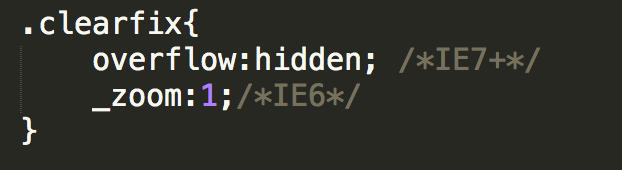 .clearfix{
    overflow:hidden; /*IE7+*/
    _zoom:1;/*IE6*/
}